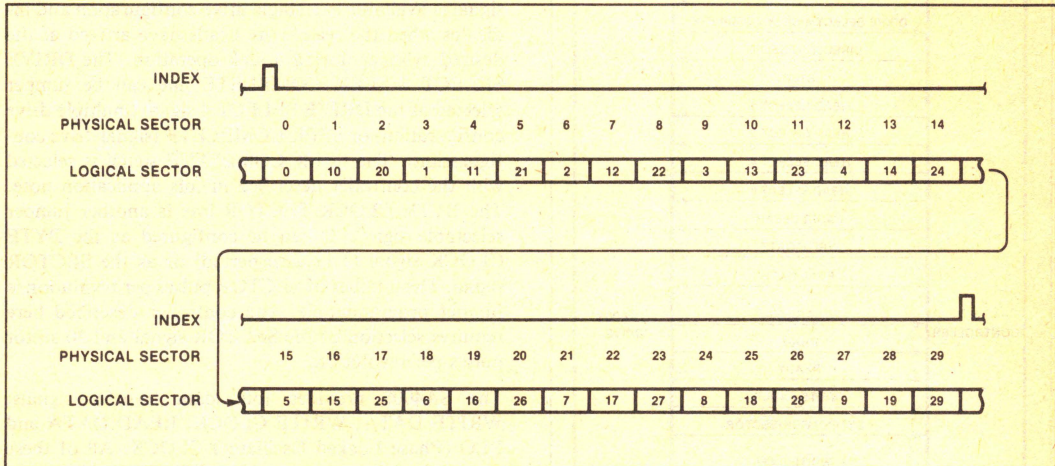 INDEX
PHYSICAL SECTOR 0 1 2 3 4 5 6 7 8 9 10 11 12 13 14
LOGICAL SECTOR 0 10 20 1 11 21 2 12 22 3 13 23 4 14 24
INDEX
PHYSICAL SECTOR 15 16 17 18 19 20 21 22 23 24 25 26 27 28 29
LOGICAL SECTOR 5 15 25 6 16 26 7 17 27 8 18 28 9 19 29